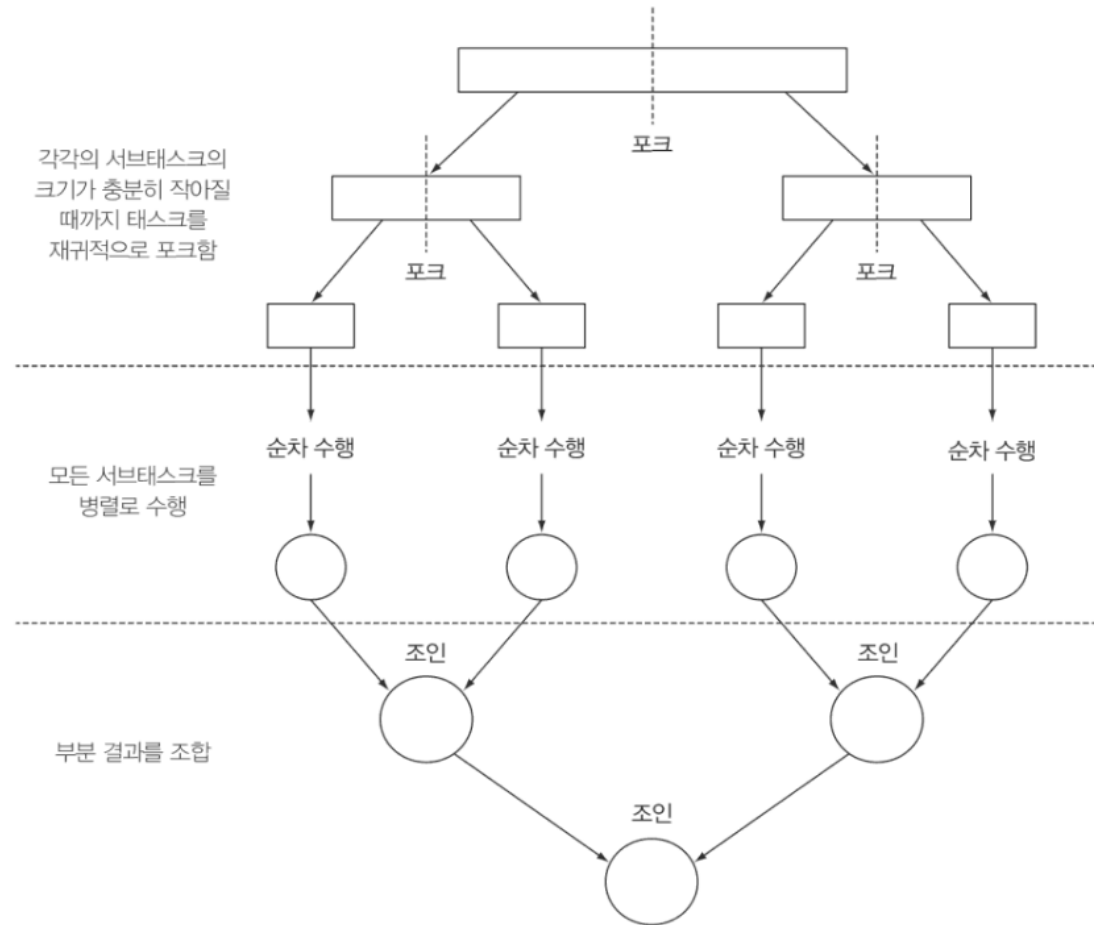 포크
각각의 서브태스크의
크기가 충분히 작아질
때까지 태스크를
재귀적으로 포크함
포크
포크
순차 수행
순차 수행
순차 수행
순차 수행
모든 서브태스크를
병렬로 수행
조인
조인
부분 결과를 조합
조인